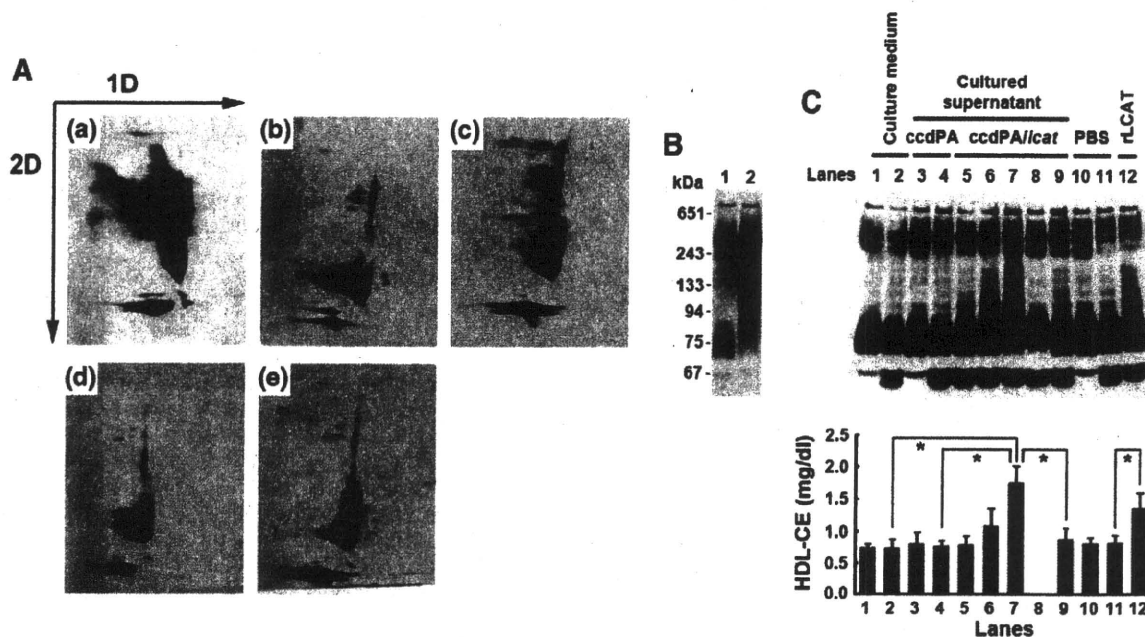 A
1D
2D
(a)
(b)
(c)
(d)
(e)
B
kDa
1 2
651-
243-
133-
94-
75-
67-
C
Culture medium
Cultured
supernatant
ccdPA ccdPA/lcat PBS rLCAT
Lanes 1 2 3 4 5 6 7 8 9 10 11 12
HDL-CE (mg/dl)
2.5
2.0
1.5
1.0
0.5
0.0
* * * *
1 2 3 4 5 6 7 8 9 10 11 12
Lanes